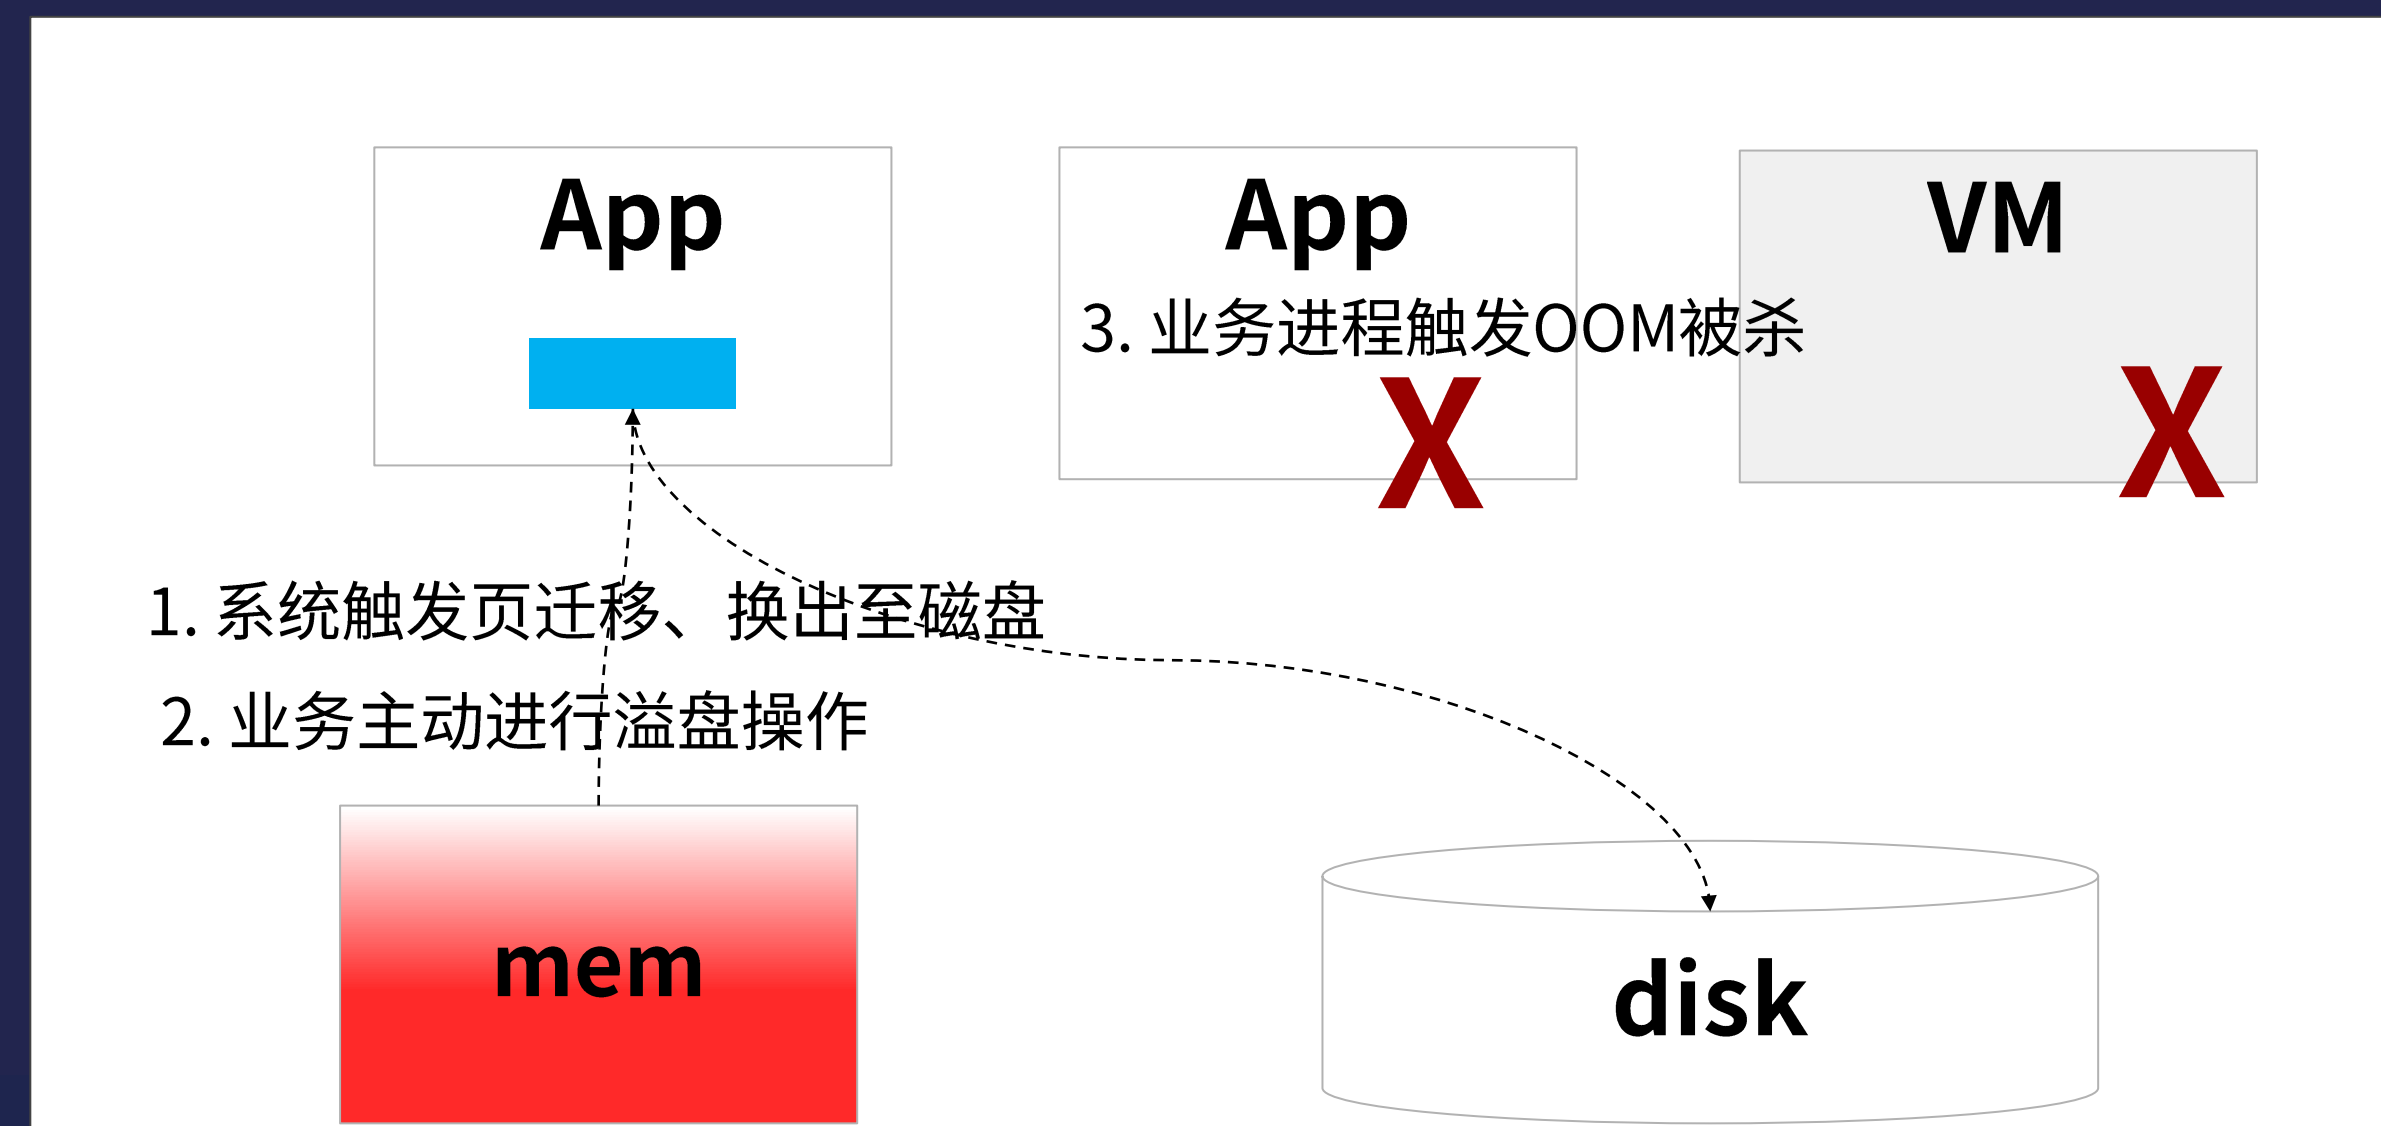 App
App
VM
3. 业务进程触发OOM被杀
X
X
1. 系统触发页迁移、换出至磁盘
2. 业务主动进行溢盘操作
mem
disk